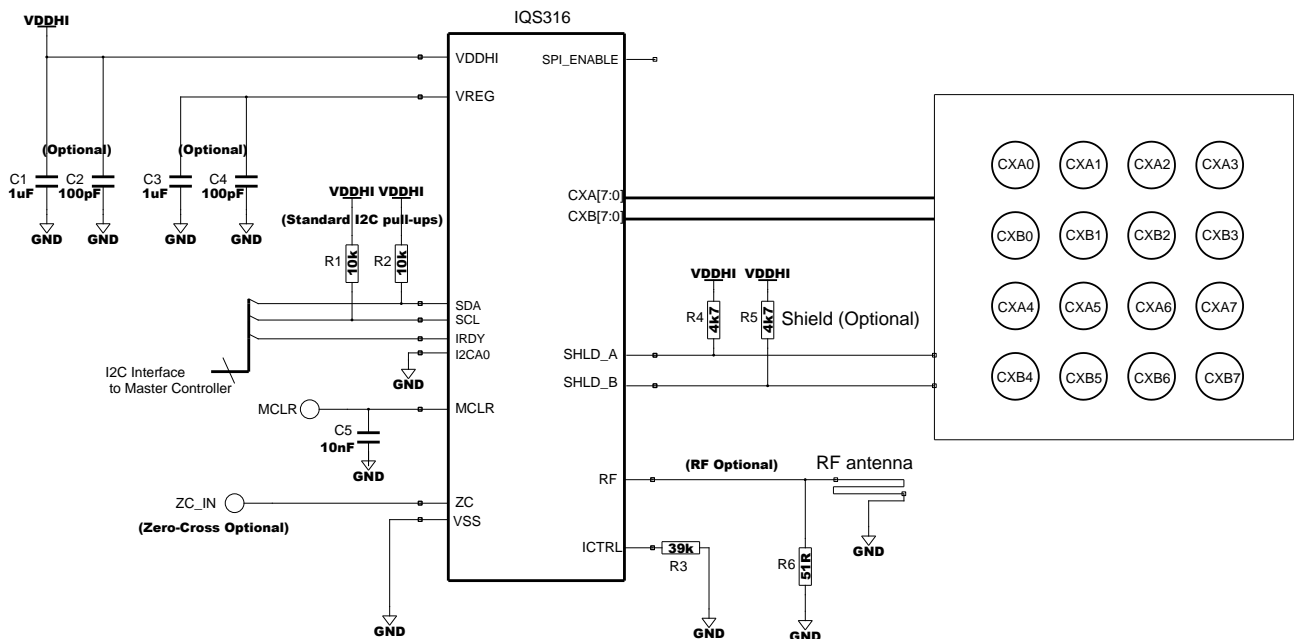 IQS316
VDDHI
VDDHI
SPI_ENABLE
VREG
(Optional)
(Optional)
C1
1uF
C2
100pF
C3
1uF
C4
100pF
GND
GND
GND
GND
VDDHI VDDHI
(Standard I2C pull-ups)
R1
10k
R2
10k
CXA[7:0]
CXB[7:0]
CXA0
CXA1
CXA2
CXA3
CXB0
CXB1
CXB2
CXB3
CXA4
CXA5
CXA6
CXA7
CXB4
CXB5
CXB6
CXB7
SDA
SCL
IRDY
I2CA0
GND
I2C Interface
to Master Controller
VDDHI VDDHI
R4
4k7
R5
4k7
Shield (Optional)
SHLD_A
SHLD_B
MCLR
MCLR
C5
10nF
GND
RF
(RF Optional)
RF antenna
GND
ZC_IN
ZC
(Zero-Cross Optional)
VSS
ICTRL
39k
R3
R6
51R
GND
GND
GND